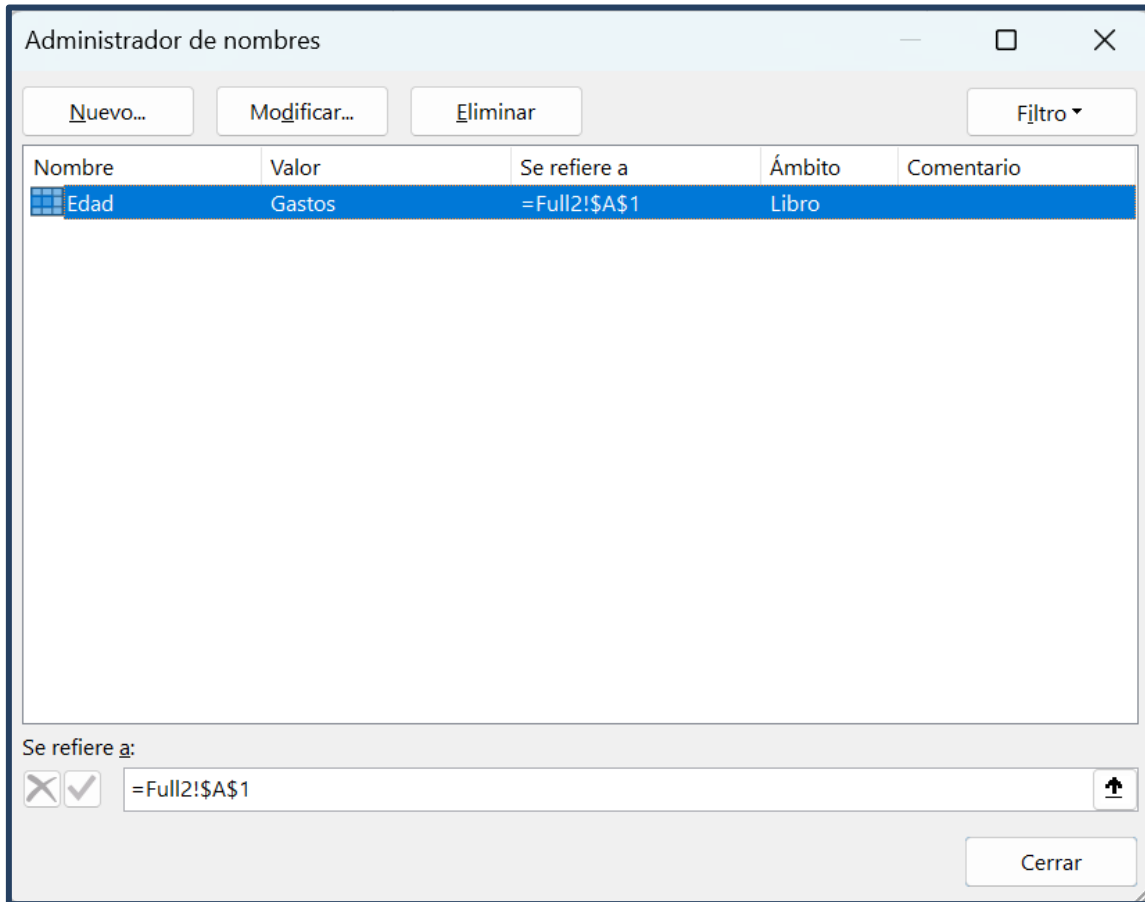 Administrador de nombres
Nuevo... Modificar... Eliminar Filtro
Nombre Valor Se refiere a Ámbito Comentario
Edad Gastos =Full2!$A$1 Libro
Se refiere a:
=Full2!$A$1
Cerrar